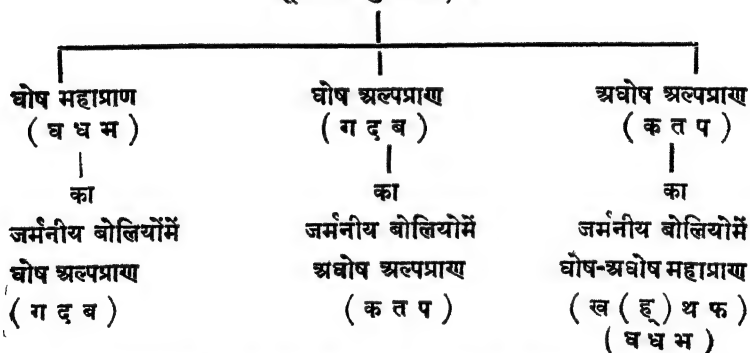 घोष महाप्राण
( घ ध भ )
का
जर्मनीय बोलियोंमें
घोष अल्पप्राण
( ग द ब )
घोष अल्पप्राण
( ग द ब )
का
जर्मनीय बोलियोमें
अघोष अल्पप्राण
( क त प )
अघोष अल्पप्राण
( क त प )
का
जर्मनीय बोलियोमें
घोष-अघोष महाप्राण
( ख ( ह् ) थ फ )
( घ ध भ )